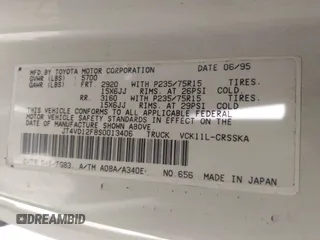 MFD. BY: TOYOTA MOTOR CORPORATION DATE 06/95
GVWR (LBS) : 5700
GAWR (LBS) : FRT 2920 WITH P235/75R15 TIRES.
15X6JJ RIMS. AT 26PSI COLD.
RR. 3160 WITH P235/75R15 TIRES.
15X6JJ RIMS. AT 29PSI COLD.
THIS VEHICLE CONFORMS TO ALL APPLICABLE FEDERAL
MOTOR VEHICLE SAFETY STANDARDS IN EFFECT ON THE
DATE OF MANUFACTURE SHOWN ABOVE.
JT4VD12F8S0013406 TRUCK VCK11L-CRSSKA
A/TM A08A/A340E
NO.656 MADE IN JAPAN
© DREAMBID